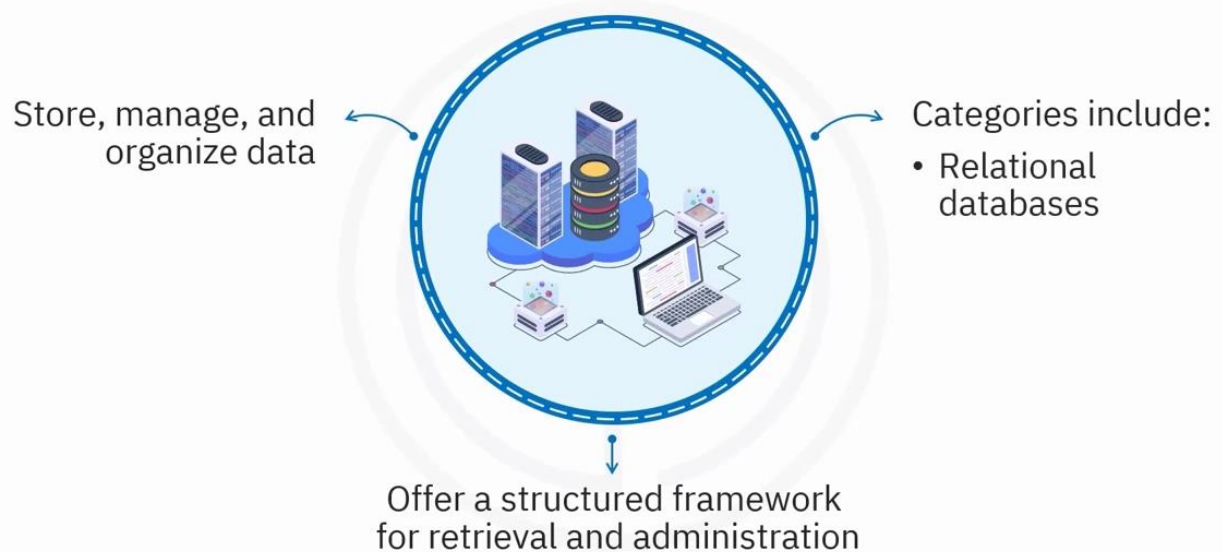 Store, manage, and
organize data
Categories include:
• Relational
databases
Offer a structured framework
for retrieval and administration